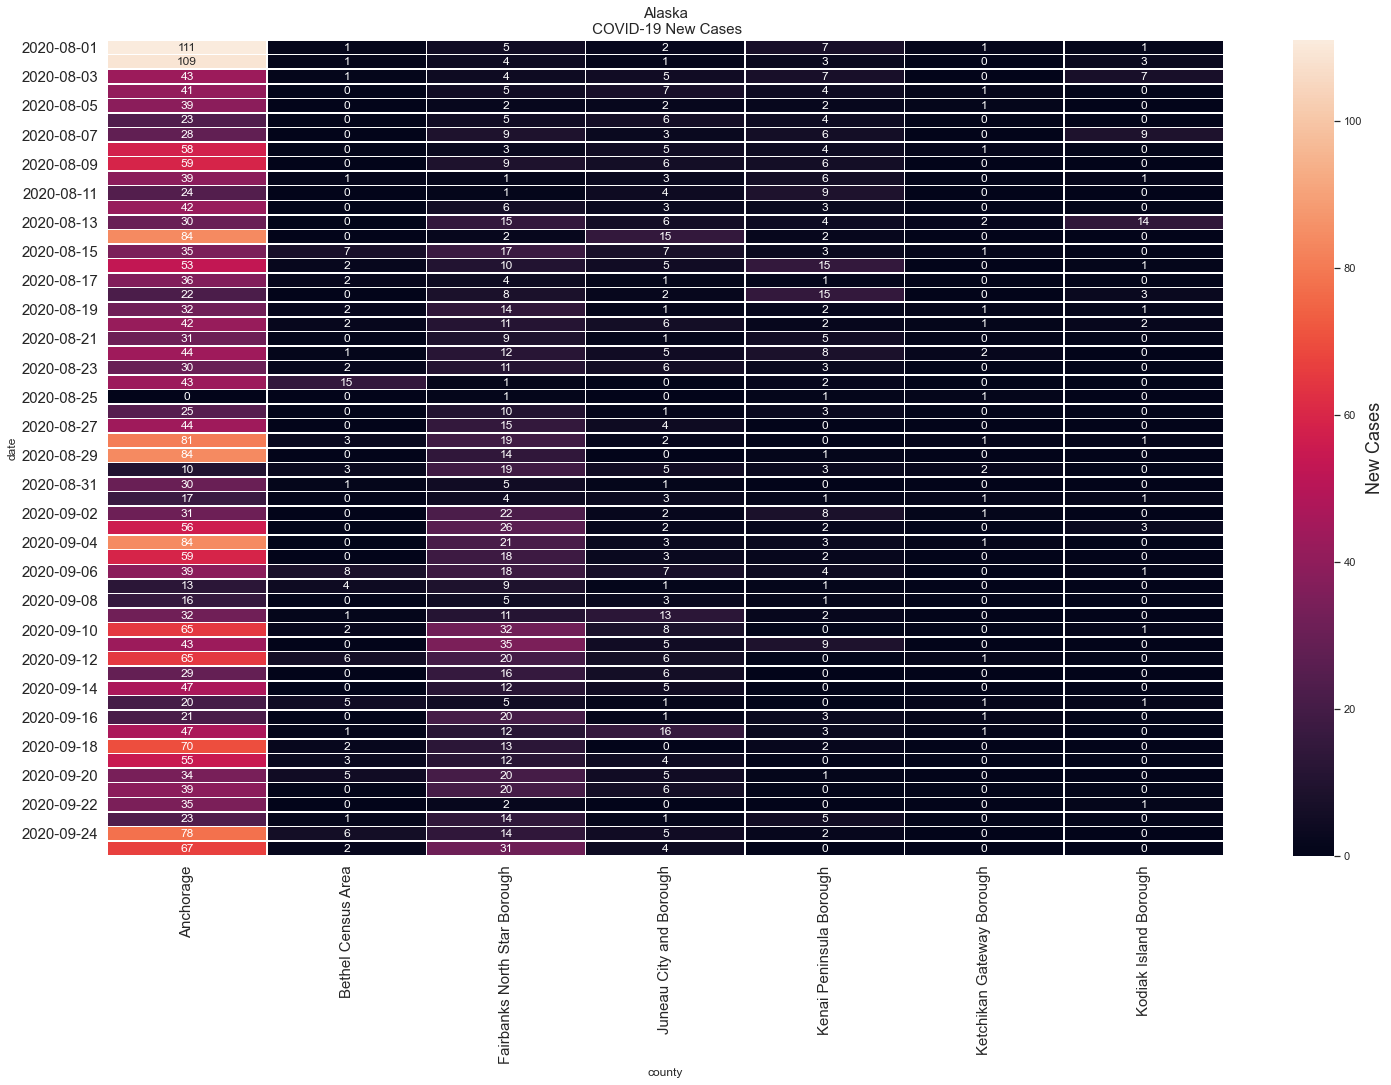 Alaska
COVID-19 New Cases
2020-08-01 111 1 5 2 7 1 1
109 1 4 1 3 0 3
2020-08-03 43 1 4 5 7 0 7
41 0 5 7 4 1 0
2020-08-05 39 0 2 2 2 1 0
23 0 5 6 4 0 0
2020-08-07 28 0 9 3 6 0 9
58 0 3 5 4 1 0
2020-08-09 59 0 9 6 6 0 0
39 1 1 3 6 0 1
2020-08-11 24 0 1 4 9 0 0
42 0 6 3 3 0 0
2020-08-13 30 0 15 6 4 2 14
84 0 2 15 2 0 0
2020-08-15 35 7 17 7 3 1 0
53 2 10 5 15 0 1
2020-08-17 36 2 4 1 1 0 0
22 0 8 2 15 0 3
2020-08-19 32 2 14 1 2 1 1
42 2 11 6 2 1 2
2020-08-21 31 0 9 1 5 0 0
44 1 12 5 8 2 0
2020-08-23 30 2 11 6 3 0 0
43 15 1 0 2 0 0
2020-08-25 0 0 1 0 1 1 0
25 0 10 1 3 0 0
2020-08-27 44 0 15 4 0 0 0
81 3 19 2 0 1 1
2020-08-29 84 0 14 0 1 0 0
10 3 19 5 3 2 0
2020-08-31 30 1 5 1 0 0 0
17 0 4 3 1 1 1
2020-09-02 31 0 22 2 8 1 0
56 0 26 2 2 0 3
2020-09-04 84 0 21 3 3 1 0
59 0 18 3 2 0 0
2020-09-06 39 8 18 7 4 0 1
13 4 9 1 1 0 0
2020-09-08 16 0 5 3 1 0 0
32 1 11 13 2 0 0
2020-09-10 65 2 32 8 0 0 1
43 0 35 5 9 0 0
2020-09-12 65 6 20 6 0 1 0
29 0 16 6 0 0 0
2020-09-14 47 0 12 5 0 0 0
20 5 5 1 0 1 1
2020-09-16 21 0 20 1 3 1 0
47 1 12 16 3 1 0
2020-09-18 70 2 13 0 2 0 0
55 3 12 4 0 0 0
2020-09-20 34 5 20 5 1 0 0
39 0 20 6 0 0 0
2020-09-22 35 0 2 0 0 0 1
23 1 14 1 5 0 0
2020-09-24 78 6 14 5 2 0 0
67 2 31 4 0 0 0
date
Anchorage
Bethel Census Area
Fairbanks North Star Borough
Juneau City and Borough
Kenai Peninsula Borough
Ketchikan Gateway Borough
Kodiak Island Borough
county
100
80
60
40
20
0
New Cases